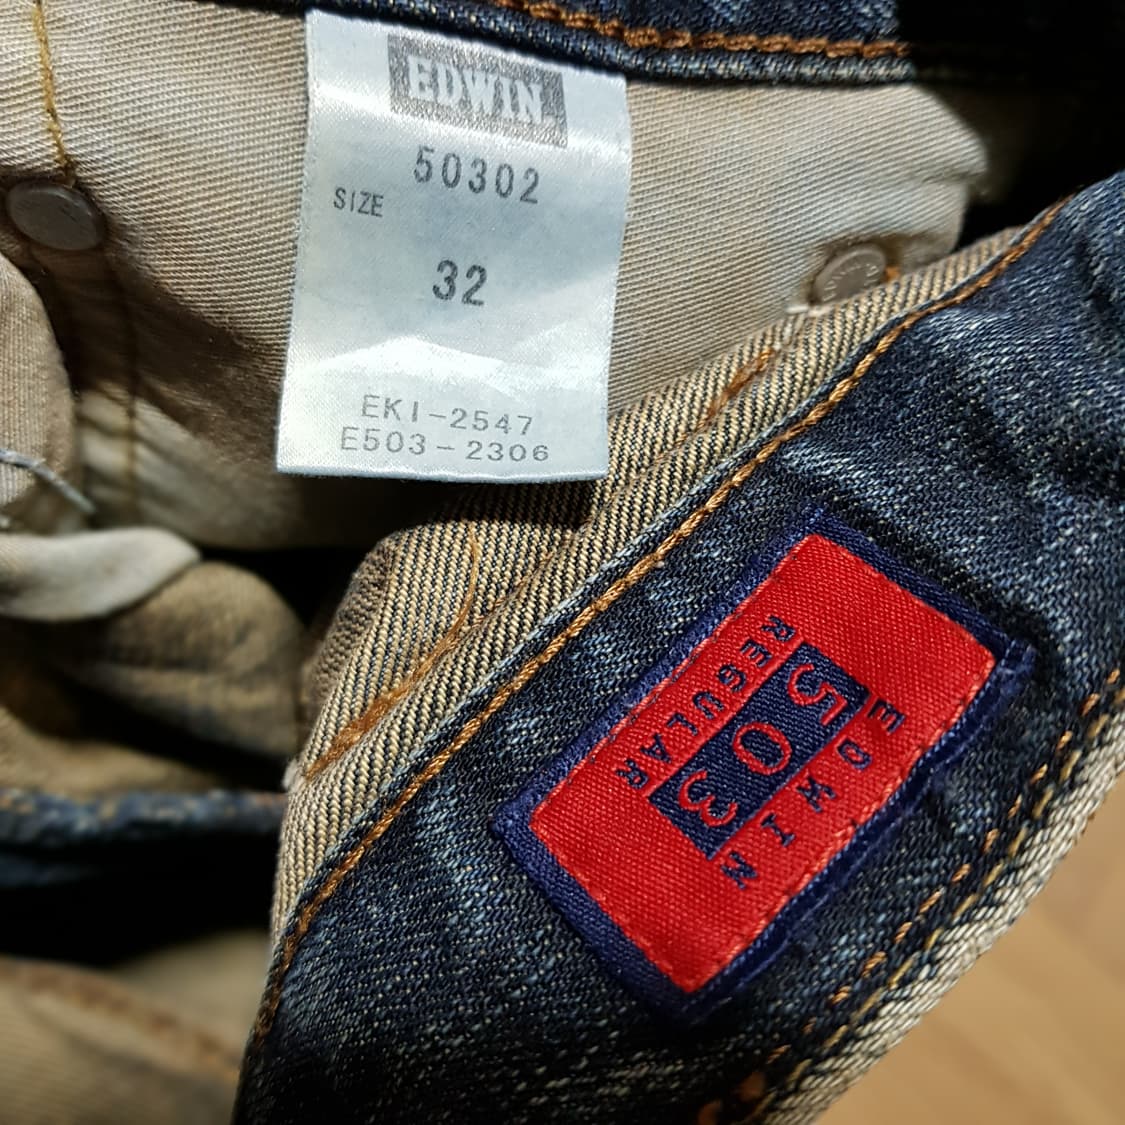 EDWIN
50302
SIZE
32
EKI-2547
E503-2306
EDWIN
503
REGULAR